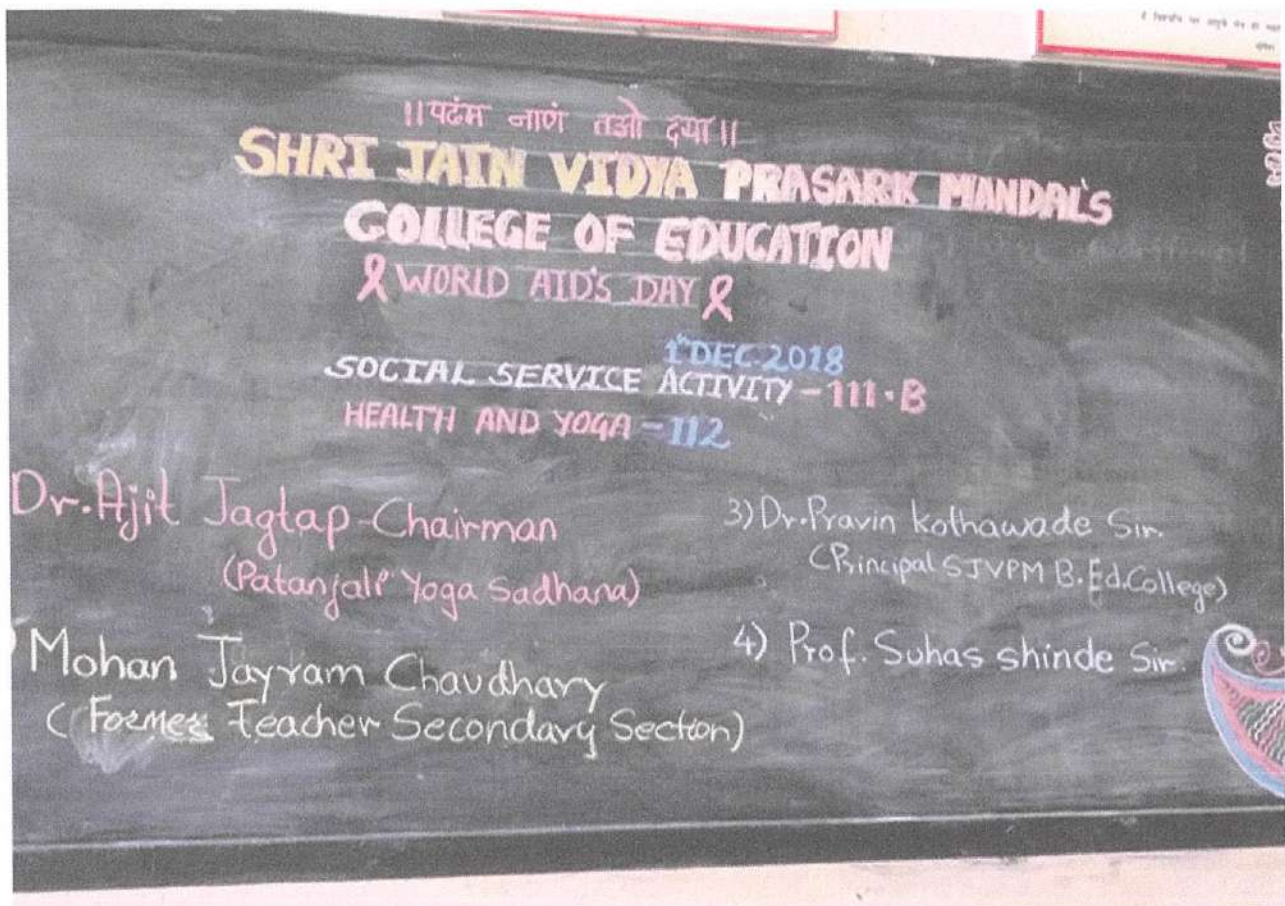 ||पढंम नाणं तओ दया||
SHRI JAIN VIDYA PRASARK MANDAL'S
COLLEGE OF EDUCATION
WORLD AID'S DAY
1st DEC. 2018
SOCIAL SERVICE ACTIVITY - 111.B
HEALTH AND YOGA - 112
Dr. Ajit Jagtap - Chairman
(Patanjali Yoga Sadhana)
) Mohan Jayram Chaudhary
(Former Teacher Secondary Section)
3) Dr. Pravin kothawade Sir.
(Principal SJVPM B.Ed. College)
4) Prof. Suhas shinde Sir.